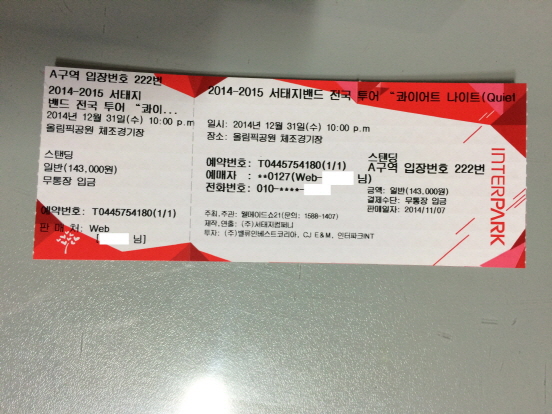 A구역 입장번호 222번
2014-2015 서태지
밴드 전국 투어 "콰이...
2014년 12월 31일(수) 10:00 p.m
올림픽공원 체조경기장
스탠딩
일반(143,000원)
무통장 입금
예약번호: T0445754180(1/1)
판 매 처: Web
[ 님]
2014-2015 서태지밴드 전국 투어 "콰이어트 나이트(Quiet
일시: 2014년 12월 31일(수) 10:00 p.m
장소: 올림픽공원 체조경기장
예약번호: T0445754180(1/1)
예매자 : **0127(Web- 님)
전화번호: 010-****-
스탠딩
A구역 입장번호 222번
금액: 일반(143,000원)
결제수단: 무통장 입금
판매일자: 2014/11/07
주최,주관: 웰메이드쇼21(문의: 1588-1407)
제작,연출: (주)서태지컴퍼니
투자: (주)밸류인베스트코리아, CJ E&M, 인터파크INT
INTERPARK